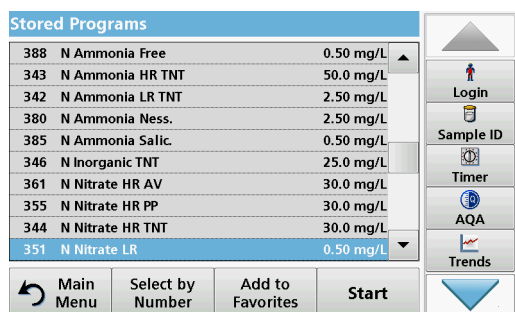 Stored Programs
388 N Ammonia Free 0.50 mg/L
343 N Ammonia HR TNT 50.0 mg/L
342 N Ammonia LR TNT 2.50 mg/L
380 N Ammonia Ness. 2.50 mg/L
385 N Ammonia Salic. 0.50 mg/L
346 N Inorganic TNT 25.0 mg/L
361 N Nitrate HR AV 30.0 mg/L
355 N Nitrate HR PP 30.0 mg/L
344 N Nitrate HR TNT 30.0 mg/L
351 N Nitrate LR 0.50 mg/L
Main Menu
Select by Number
Add to Favorites
Start
Login
Sample ID
Timer
AQA
Trends